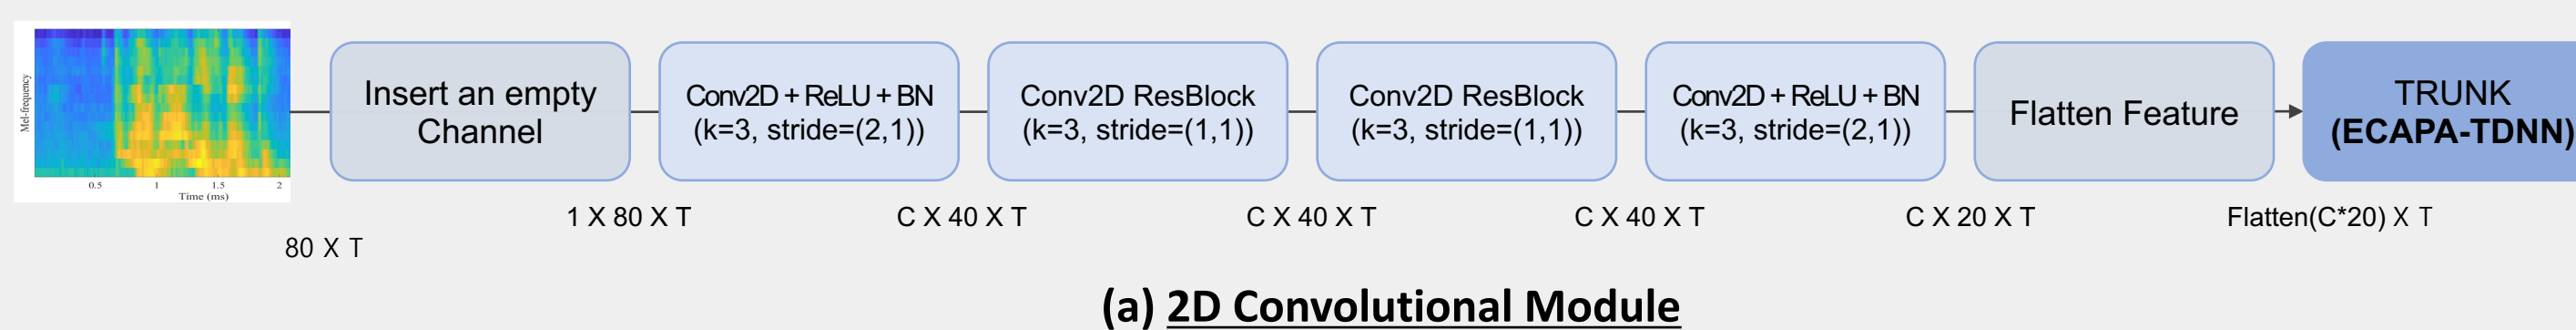 Mel-frequency
0.5 1 1.5 2
Time (ms)
Insert an empty
Channel
Conv2D + ReLU + BN
(k=3, stride=(2,1))
Conv2D ResBlock
(k=3, stride=(1,1))
Conv2D ResBlock
(k=3, stride=(1,1))
Conv2D + ReLU + BN
(k=3, stride=(2,1))
Flatten Feature
TRUNK
(ECAPA-TDNN)
80 X T
1 X 80 X T
C X 40 X T
C X 40 X T
C X 40 X T
C X 20 X T
Flatten(C*20) X T
(a) 2D Convolutional Module